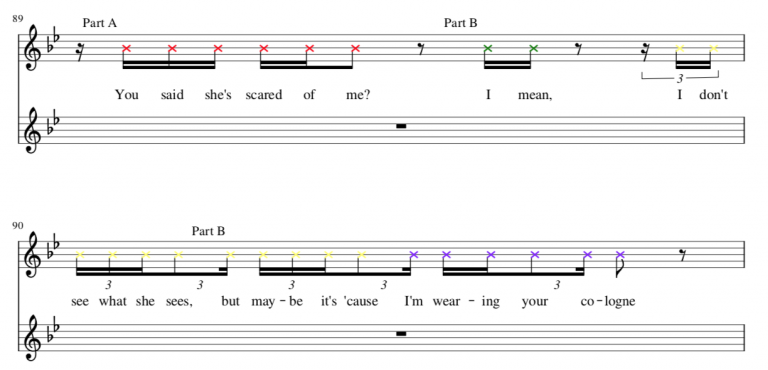 89
Part A Part B
3
You said she's scared of me? I mean, I don't
90
Part B
3 3 3 3 3
see what she sees, but may – be it's 'cause I'm wear – ing your co – logne